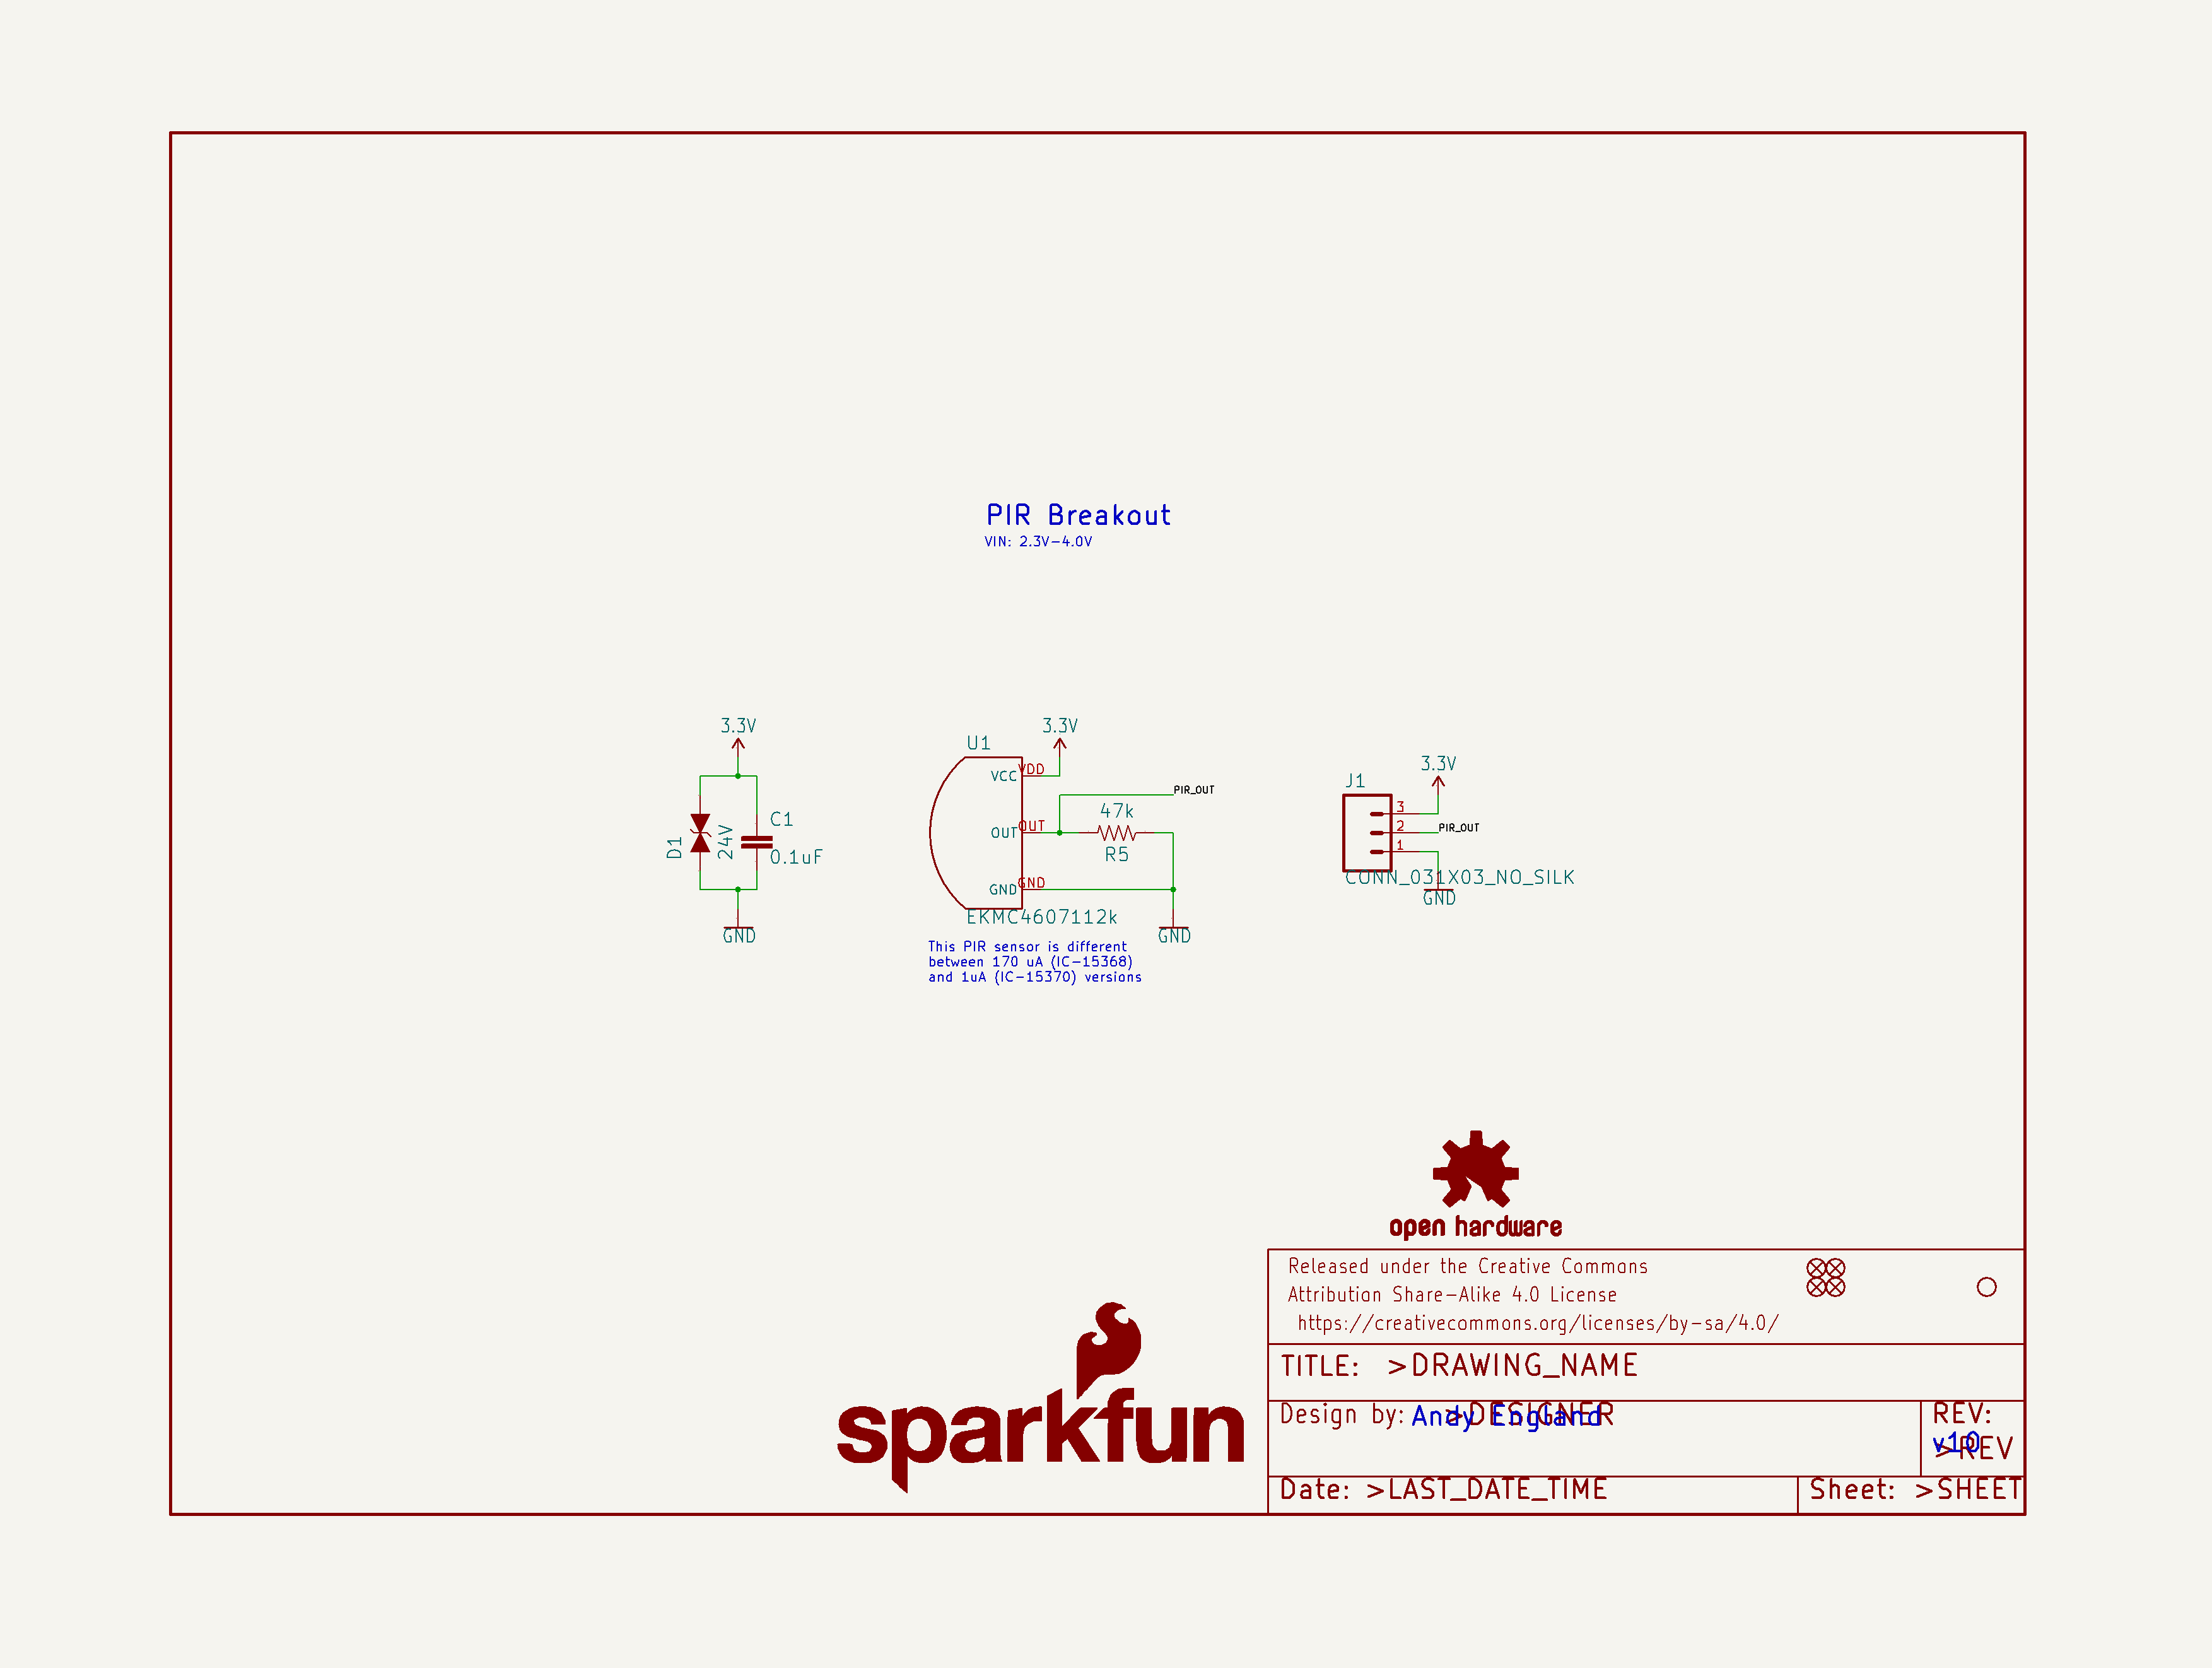 PIR Breakout
VIN: 2.3V-4.0V
3.3V
D1
24V
C1
0.1uF
GND
U1
3.3V
VCC
VDD
OUT
OUT
GND
GND
PIR_OUT
47k
R5
EKMC4607112k
GND
This PIR sensor is different
between 170 uA (IC-15368)
and 1uA (IC-15370) versions
3.3V
J1
3
2
1
PIR_OUT
CONN_031X03_NO_SILK
GND
open hardware
sparkfun
Released under the Creative Commons
Attribution Share-Alike 4.0 License
https://creativecommons.org/licenses/by-sa/4.0/
TITLE: >DRAWING_NAME
Design by: >DESIGNER
Andy England
REV:
v10
>REV
Date: >LAST_DATE_TIME
Sheet: >SHEET